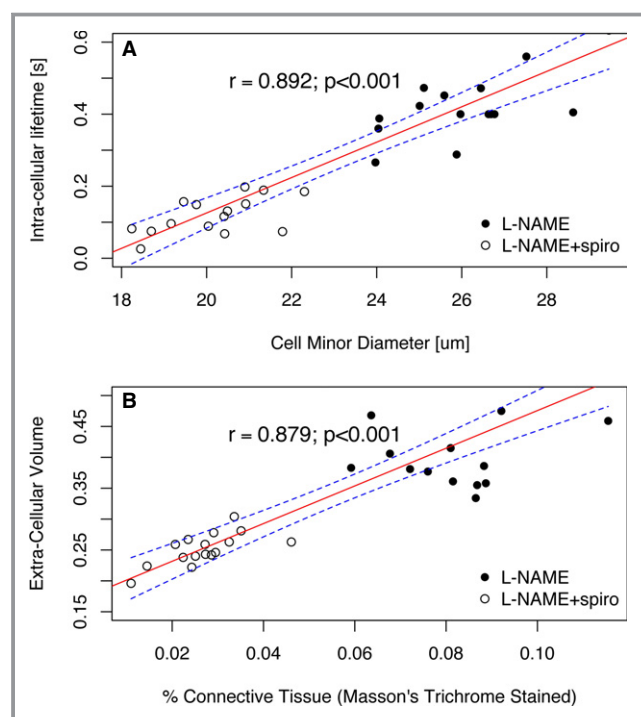 A
r = 0.892; p<0.001
Intra-cellular lifetime [s]
0.6
0.4
0.2
0.0
L-NAME
L-NAME+spiro
18 20 22 24 26 28
Cell Minor Diameter [um]
B
r = 0.879; p<0.001
Extra-Cellular Volume
0.45
0.35
0.25
0.15
L-NAME
L-NAME+spiro
0.02 0.04 0.06 0.08 0.10
% Connective Tissue (Masson's Trichrome Stained)